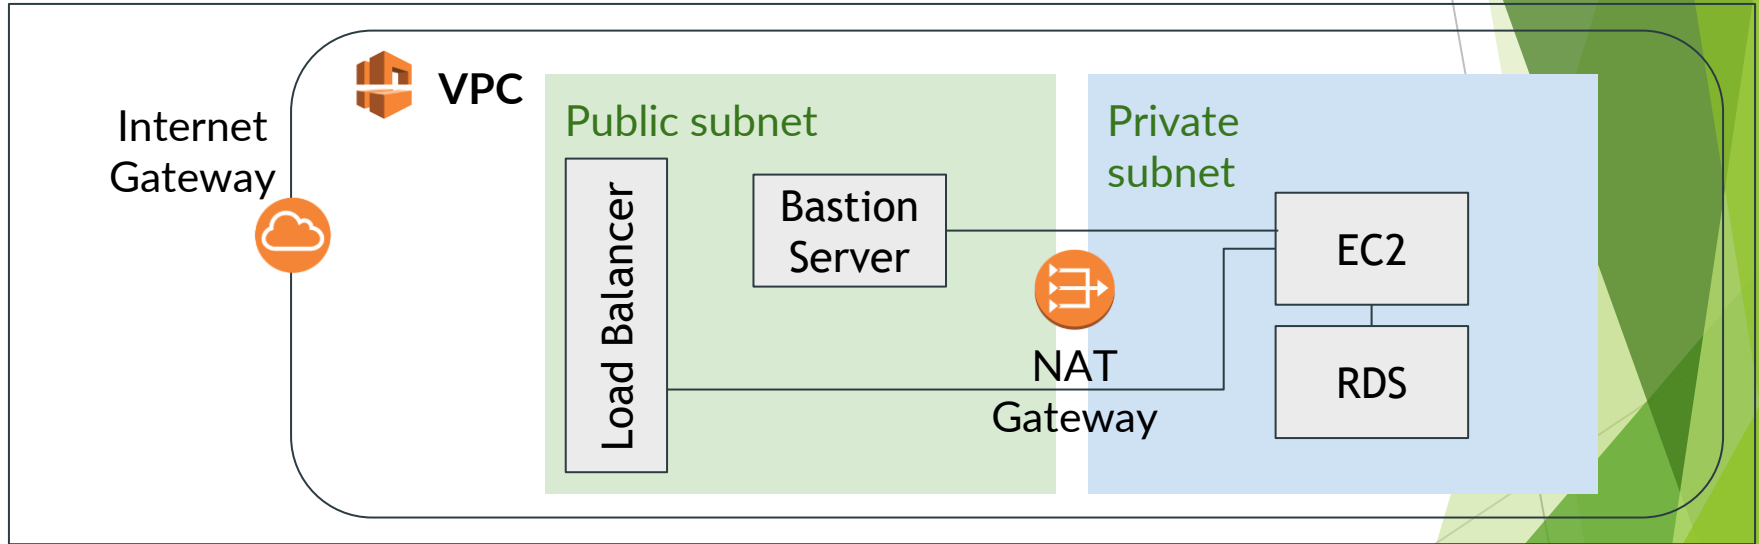 VPC
Internet
Gateway
Public subnet
Load Balancer
Bastion
Server
NAT
Gateway
Private
subnet
EC2
RDS